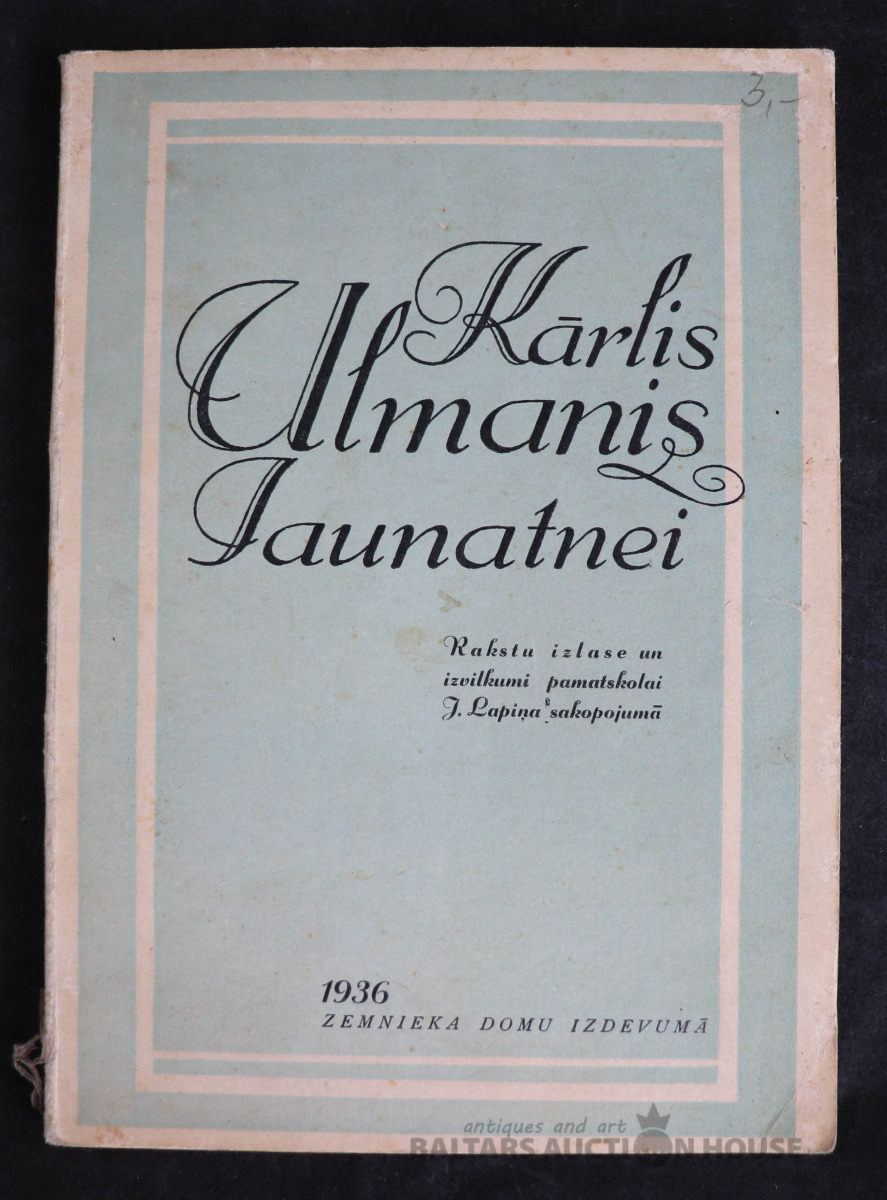 3,-
Kārlis
Ulmanis
Jaunatnei
Rakstu izlase un
izvilkumi pamatskolai
J. Lapiņa sakopojumā
1936
ZEMNIEKA DOMU IZDEVUMĀ
antiques and art
BALTARS AUCTION HOUSE